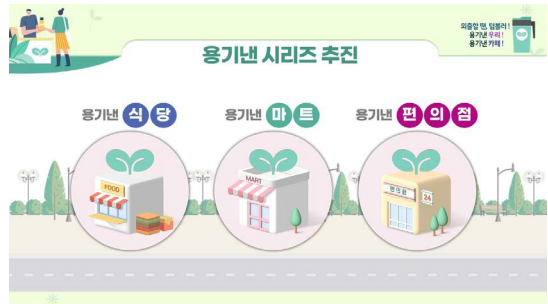 외출할 땐, 텀블러!
용기낸 우리!
용기낸 카페!
용기낸 시리즈 추진
용기낸 식당
용기낸 마트
용기낸 편의점
FOOD
MART
편의점
24